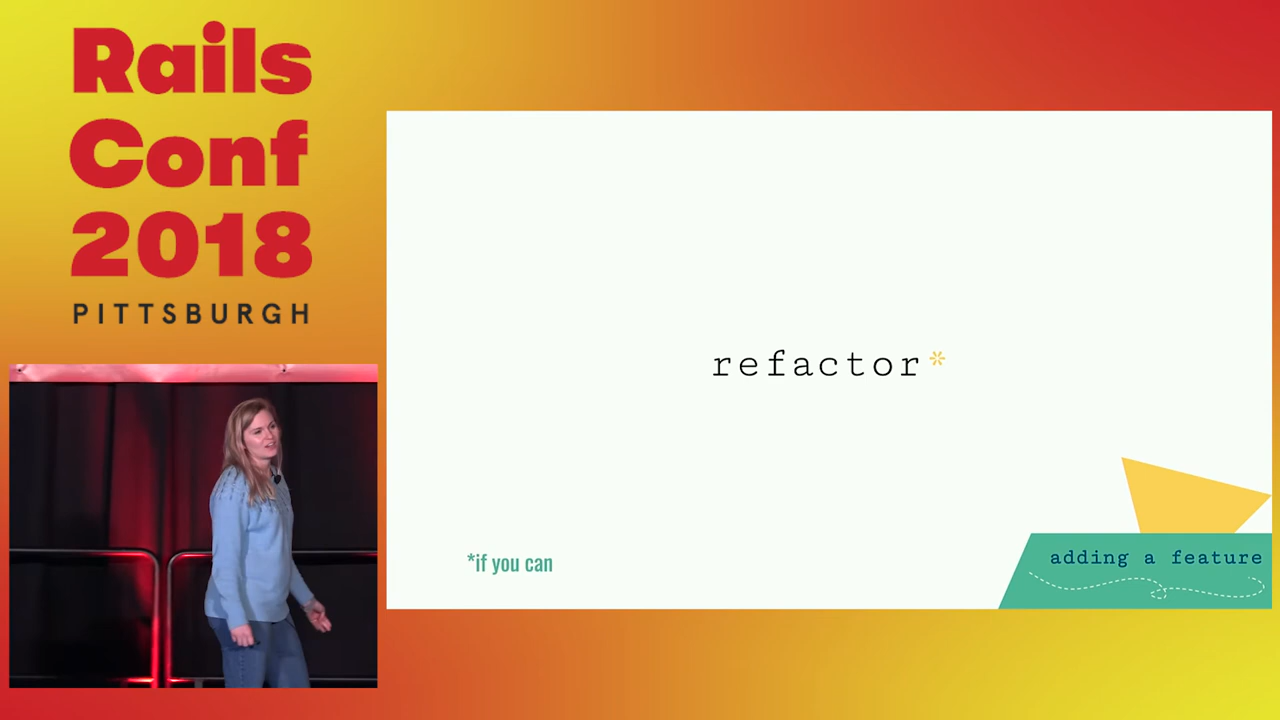 Rails
Conf
2018
PITTSBURGH
refactor*
*if you can
adding a feature